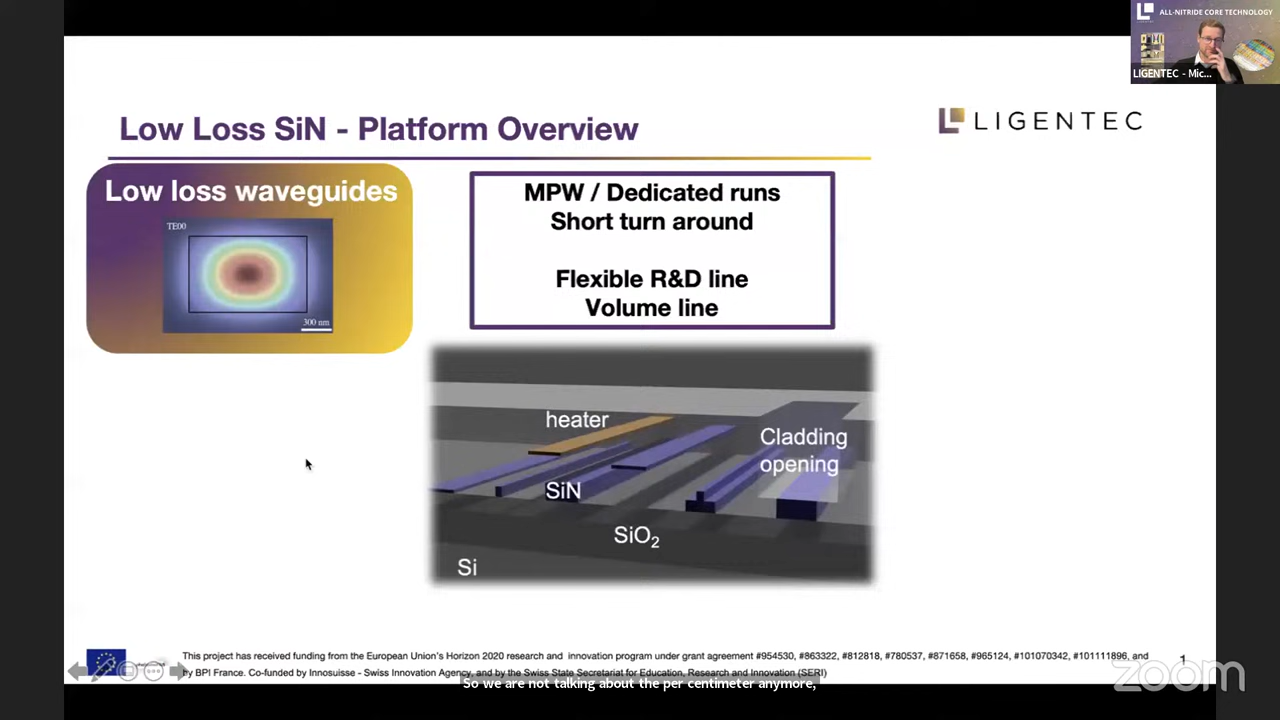 ALL-NITRIDE CORE TECHNOLOGY
LIGENTEC
LIGENTEC - Mic...
Low Loss SiN - Platform Overview
LIGENTEC
Low loss waveguides
TE00
300 nm
MPW / Dedicated runs
Short turn around
Flexible R&D line
Volume line
heater
Cladding
opening
SiN
SiO₂
Si
This project has received funding from the European Union's Horizon 2020 research and innovation program under grant agreement #954530, #863322, #812818, #780537, #871658, #965124, #101070342, #101111896, and
by BPI France. Co-funded by Innosuisse - Swiss Innovation Agency, and by the Swiss State Secretariat for Education, Research and Innovation (SERI)
1
So we are not talking about the per centimeter anymore,
zoom